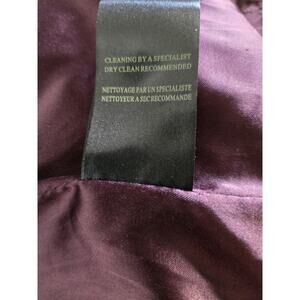 CLEANING BY A SPECIALIST
DRY CLEAN RECOMMENDED
NETTOYAGE PAR UN SPECIALISTE
NETTOYEUR A SEC RECOMMANDE